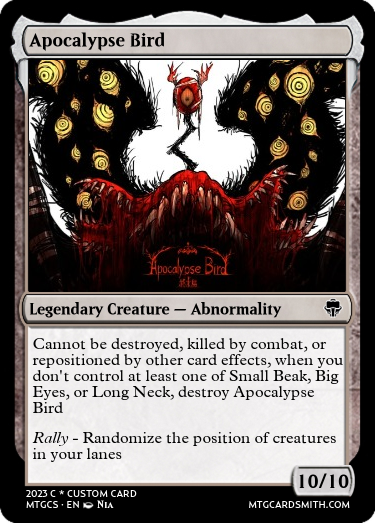 Apocalypse Bird
Apocalypse Bird
Legendary Creature — Abnormality
Cannot be destroyed, killed by combat, or
repositioned by other card effects, when you
don't control at least one of Small Beak, Big
Eyes, or Long Neck, destroy Apocalypse
Bird
Rally - Randomize the position of creatures
in your lanes
10/10
2023 C * CUSTOM CARD
MTGCS · EN NIA
MTGCARDSMITH.COM